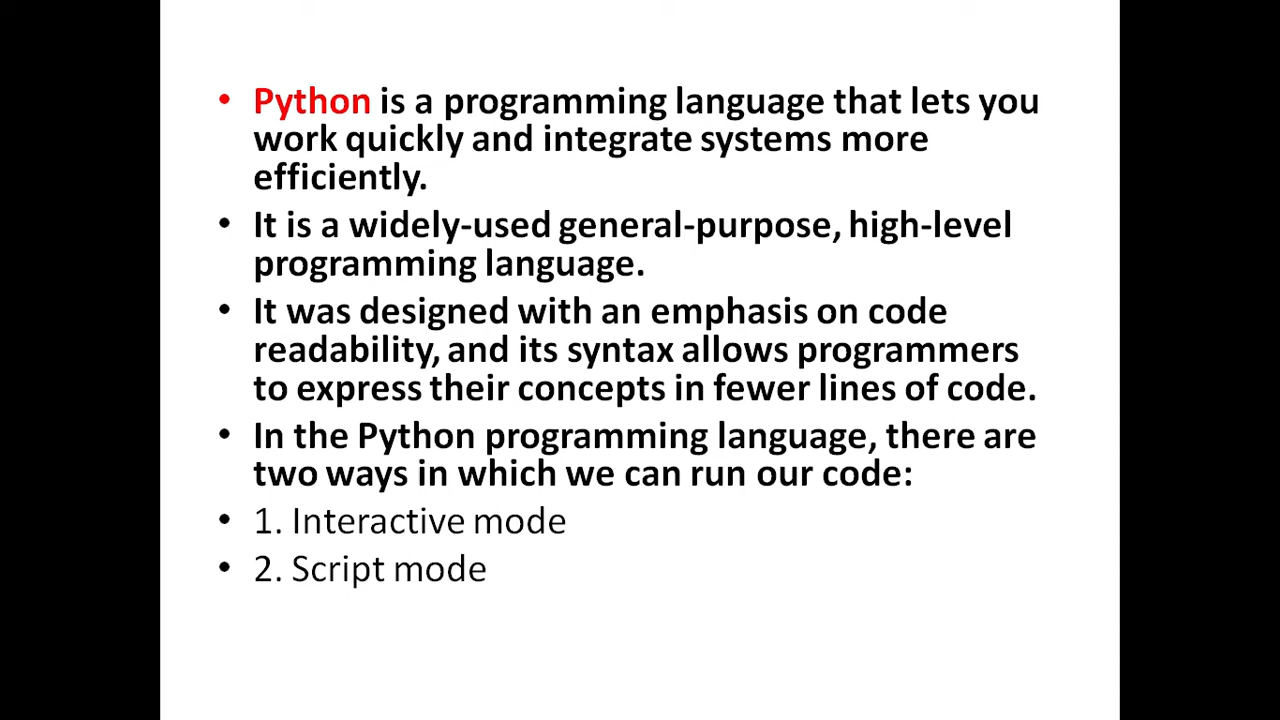 • Python is a programming language that lets you
work quickly and integrate systems more
efficiently.
• It is a widely-used general-purpose, high-level
programming language.
• It was designed with an emphasis on code
readability, and its syntax allows programmers
to express their concepts in fewer lines of code.
• In the Python programming language, there are
two ways in which we can run our code:
• 1. Interactive mode
• 2. Script mode